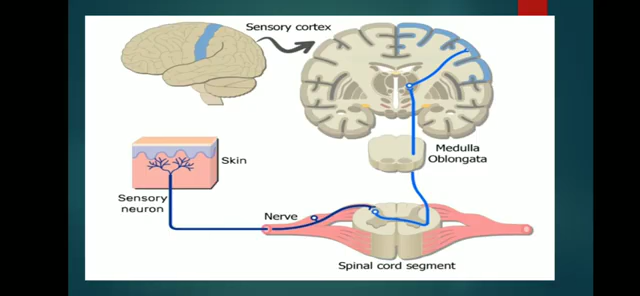 Sensory cortex
Medulla
Oblongata
Skin
Sensory
neuron
Nerve
Spinal cord segment